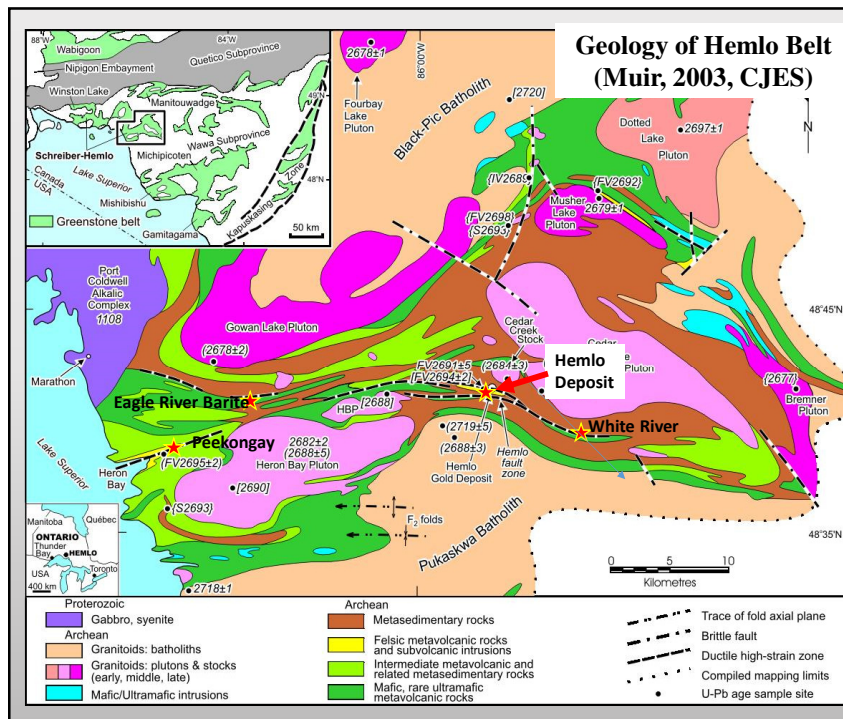 Geology of Hemlo Belt
(Muir, 2003, CJES)
88°W
84°W
Wabigoon
Quetico Subprovince
Nipigon Embayment
Winston Lake
Manitouwadge
49°N
Schreiber-Hemlo
Wawa Subprovince
Michipicoten
Lake Superior
Canada
USA
Mishibishu
48°N
Kapuskasing
Zone
Gamitagama
Greenstone belt
50 km
2678±1
86°00'W
Fourbay
Lake
Pluton
[2720]
Black-Pic Batholith
Dotted
Lake
Pluton
2697±1
N
{IV2689}
{FV2692}
2679±1
Musher
Lake
Pluton
{FV2698}
{S2693}
Port
Coldwell
Alkalic
Complex
1108
Gowan Lake Pluton
48°45'
Cedar
Creek
Stock
Cedar
Pluton
(2678±2)
FV2691±5
[FV2694±2]
(2684±3)
Hemlo
Deposit
Marathon
(2677)
Bremner
Pluton
Eagle River Barite
HBP
[2688]
White River
Peekongay
2682±2
(2688±5)
Heron Bay Pluton
(2719±5)
(2688±3)
Hemlo
Gold Deposit
Hemlo
fault
zone
(FV2695±2)
Lake Superior
Heron
Bay
[2690]
{S2693}
F2 folds
48°35'
Pukaskwa Batholith
Manitoba
Québec
ONTARIO
Thunder
Bay
HEMLO
Toronto
USA
400 km
2718±1
0 5 10
Kilometres
Proterozoic
Gabbro, syenite
Archean
Granitoids: batholiths
Granitoids: plutons & stocks
(early, middle, late)
Mafic/Ultramafic intrusions
Archean
Metasedimentary rocks
Felsic metavolcanic rocks
and subvolcanic intrusions
Intermediate metavolcanic and
related metasedimentary rocks
Mafic, rare ultramafic
metavolcanic rocks
Trace of fold axial plane
Brittle fault
Ductile high-strain zone
Compiled mapping limits
U-Pb age sample site